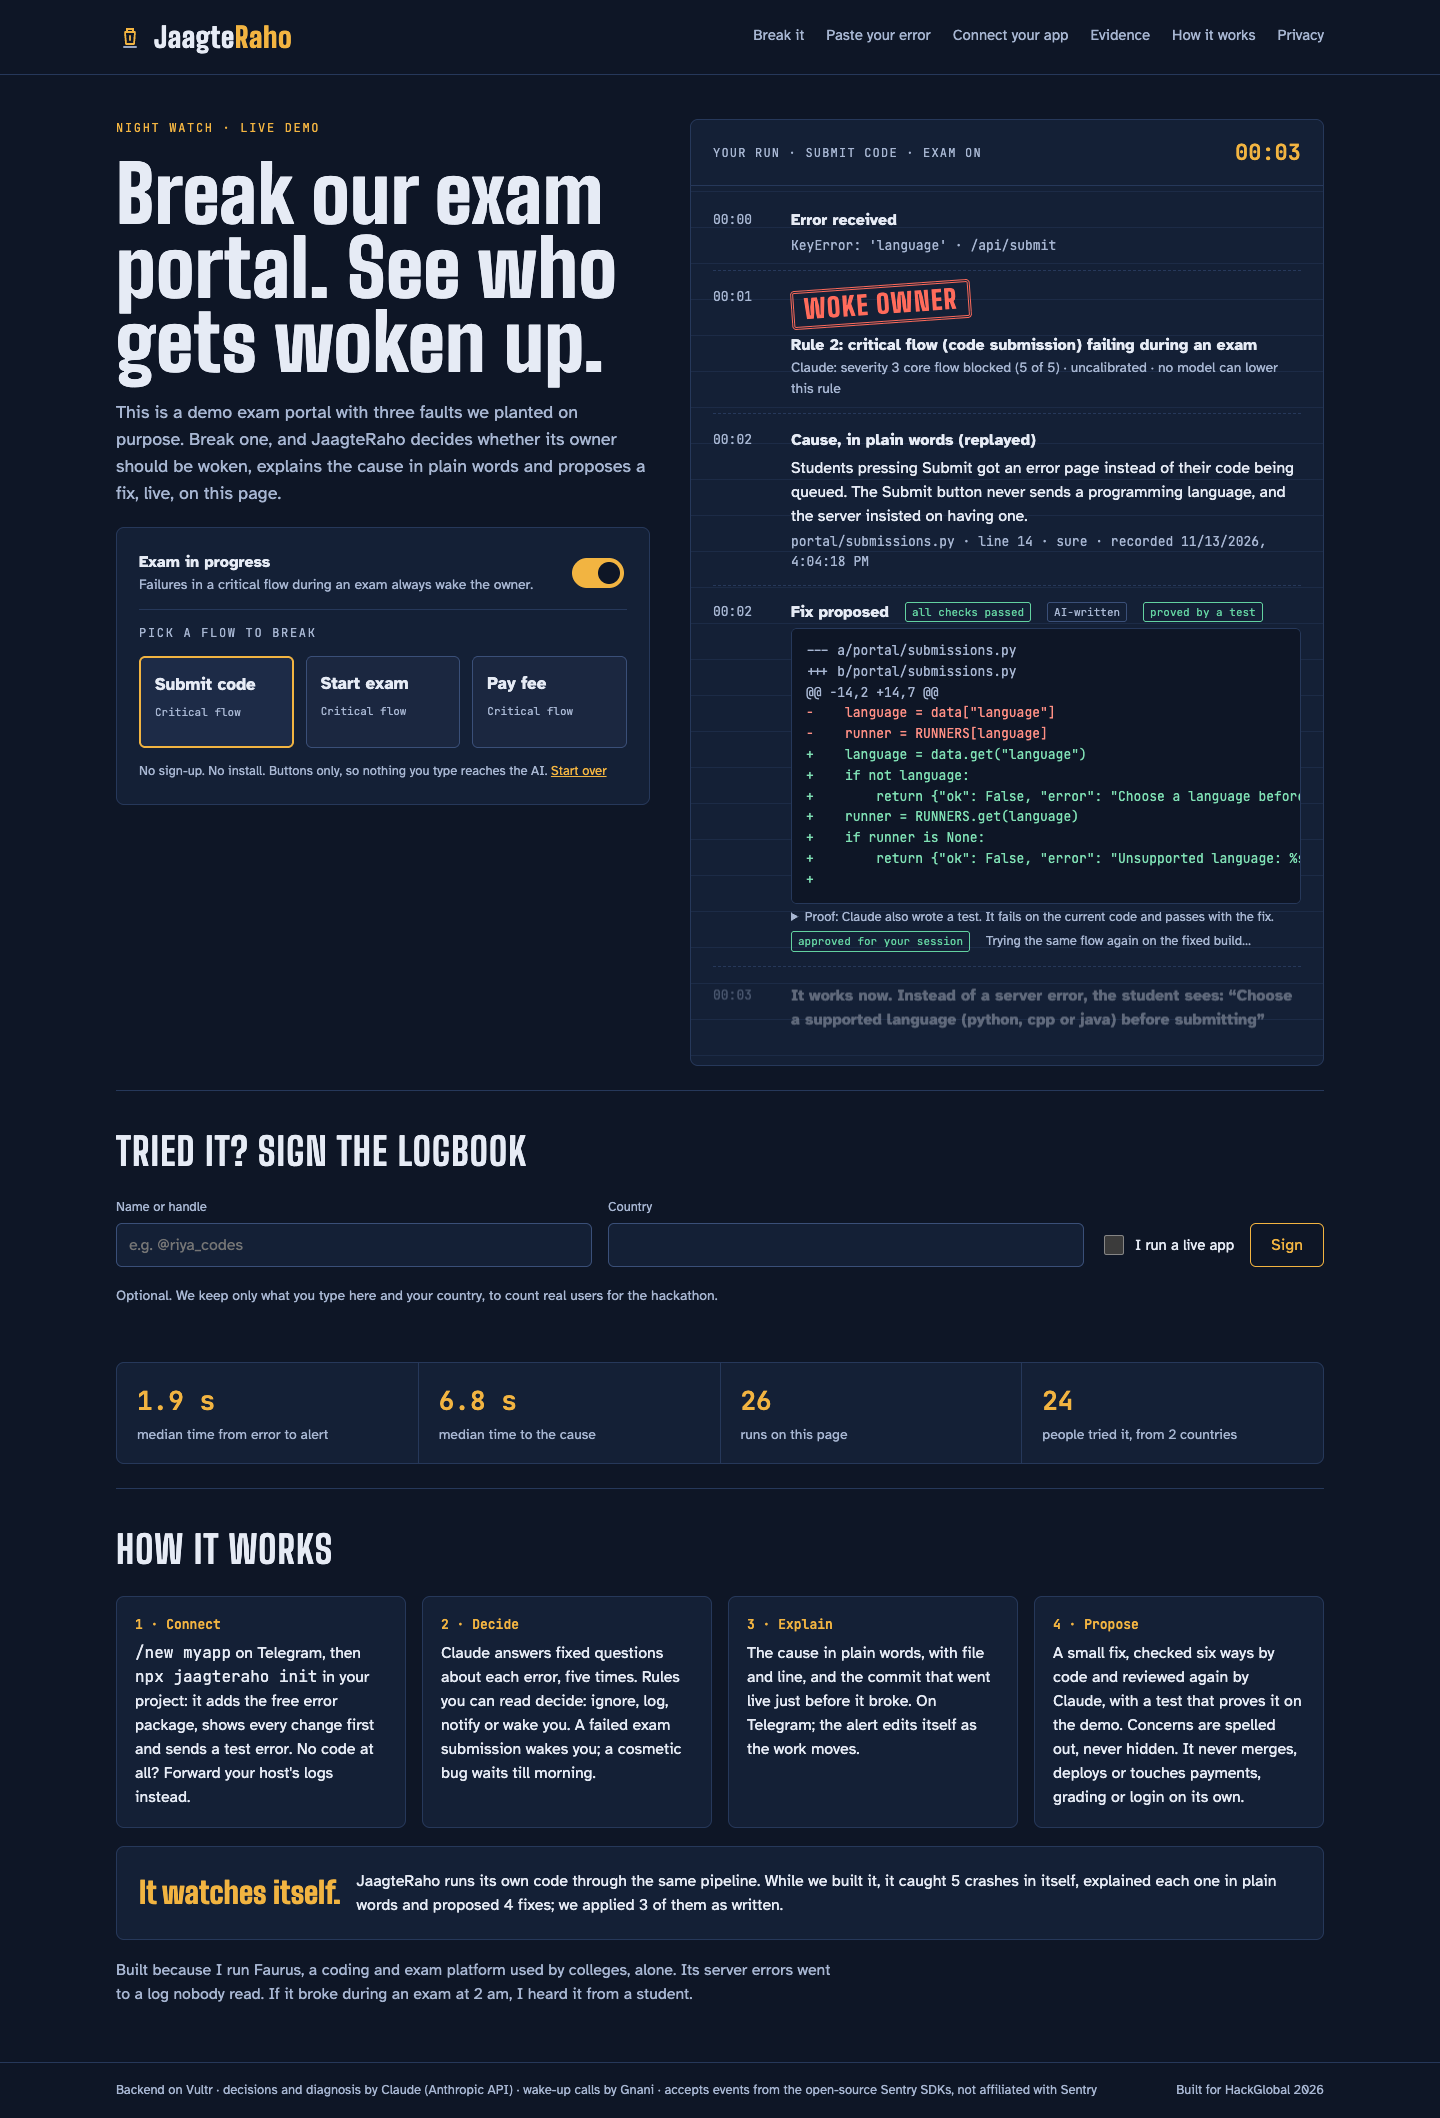 JaagteRaho
Break it Paste your error Connect your app Evidence How it works Privacy
NIGHT WATCH · LIVE DEMO
Break our exam
portal. See who
gets woken up.
This is a demo exam portal with three faults we planted on
purpose. Break one, and JaagteRaho decides whether its owner
should be woken, explains the cause in plain words and proposes a
fix, live, on this page.
Exam in progress
Failures in a critical flow during an exam always wake the owner.
PICK A FLOW TO BREAK
Submit code
Critical flow
Start exam
Critical flow
Pay fee
Critical flow
No sign-up. No install. Buttons only, so nothing you type reaches the AI. Start over
YOUR RUN · SUBMIT CODE · EXAM ON
00:03
00:00
Error received
KeyError: 'language' · /api/submit
00:01
WOKE OWNER
Rule 2: critical flow (code submission) failing during an exam
Claude: severity 3 core flow blocked (5 of 5) · uncalibrated · no model can lower
this rule
00:02
Cause, in plain words (replayed)
Students pressing Submit got an error page instead of their code being
queued. The Submit button never sends a programming language, and
the server insisted on having one.
portal/submissions.py · line 14 · sure · recorded 11/13/2026,
4:04:18 PM
00:02
Fix proposed all checks passed AI-written proved by a test
--- a/portal/submissions.py
+++ b/portal/submissions.py
@@ -14,2 +14,7 @@
-    language = data["language"]
-    runner = RUNNERS[language]
+    language = data.get("language")
+    if not language:
+        return {"ok": False, "error": "Choose a language before
+    runner = RUNNERS.get(language)
+    if runner is None:
+        return {"ok": False, "error": "Unsupported language: %s
+
Proof: Claude also wrote a test. It fails on the current code and passes with the fix.
approved for your session Trying the same flow again on the fixed build...
00:03
It works now. Instead of a server error, the student sees: “Choose
a supported language (python, cpp or java) before submitting”
TRIED IT? SIGN THE LOGBOOK
Name or handle
e.g. @riya_codes
Country
I run a live app
Sign
Optional. We keep only what you type here and your country, to count real users for the hackathon.
1.9 s
median time from error to alert
6.8 s
median time to the cause
26
runs on this page
24
people tried it, from 2 countries
HOW IT WORKS
1 · Connect
/new myapp on Telegram, then
npx jaagteraho init in your
project: it adds the free error
package, shows every change first
and sends a test error. No code at
all? Forward your host's logs
instead.
2 · Decide
Claude answers fixed questions
about each error, five times. Rules
you can read decide: ignore, log,
notify or wake you. A failed exam
submission wakes you; a cosmetic
bug waits till morning.
3 · Explain
The cause in plain words, with file
and line, and the commit that went
live just before it broke. On
Telegram; the alert edits itself as
the work moves.
4 · Propose
A small fix, checked six ways by
code and reviewed again by
Claude, with a test that proves it on
the demo. Concerns are spelled
out, never hidden. It never merges,
deploys or touches payments,
grading or login on its own.
It watches itself.
JaagteRaho runs its own code through the same pipeline. While we built it, it caught 5 crashes in itself, explained each one in plain
words and proposed 4 fixes; we applied 3 of them as written.
Built because I run Faurus, a coding and exam platform used by colleges, alone. Its server errors went
to a log nobody read. If it broke during an exam at 2 am, I heard it from a student.
Backend on Vultr · decisions and diagnosis by Claude (Anthropic API) · wake-up calls by Gnani · accepts events from the open-source Sentry SDKs, not affiliated with Sentry
Built for HackGlobal 2026